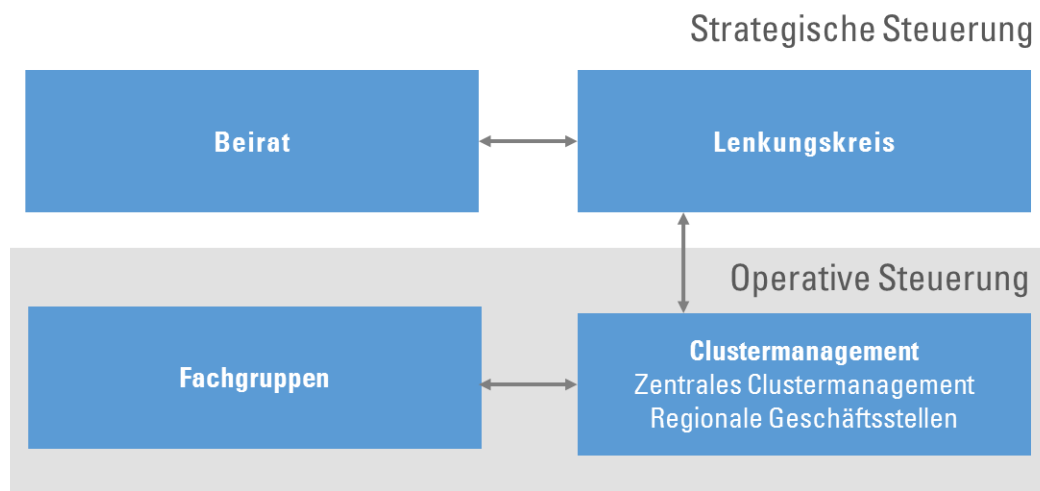 Strategische Steuerung
Beirat
Lenkungskreis
Operative Steuerung
Fachgruppen
Clustermanagement
Zentrales Clustermanagement
Regionale Geschäftsstellen